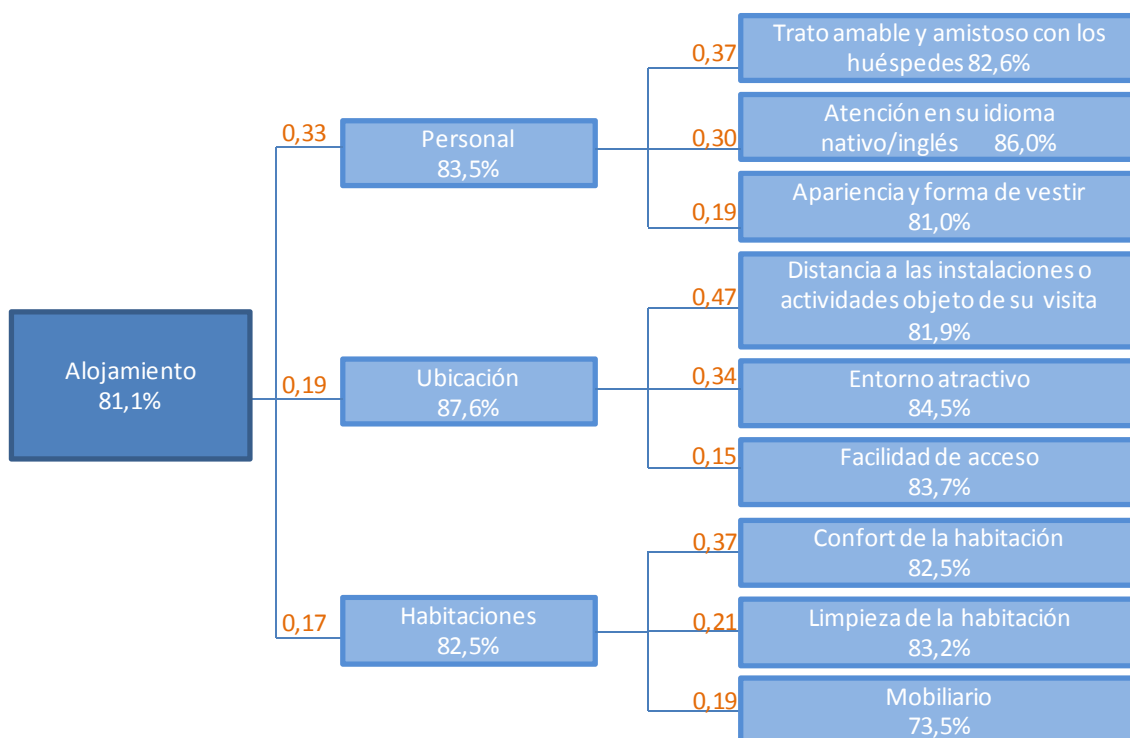 Alojamiento
81,1%
0,33
Personal
83,5%
0,37
Trato amable y amistoso con los
huéspedes 82,6%
0,30
Atención en su idioma
nativo/inglés 86,0%
0,19
Apariencia y forma de vestir
81,0%
0,19
Ubicación
87,6%
0,47
Distancia a las instalaciones o
actividades objeto de su visita
81,9%
0,34
Entorno atractivo
84,5%
0,15
Facilidad de acceso
83,7%
0,17
Habitaciones
82,5%
0,37
Confort de la habitación
82,5%
0,21
Limpieza de la habitación
83,2%
0,19
Mobiliario
73,5%